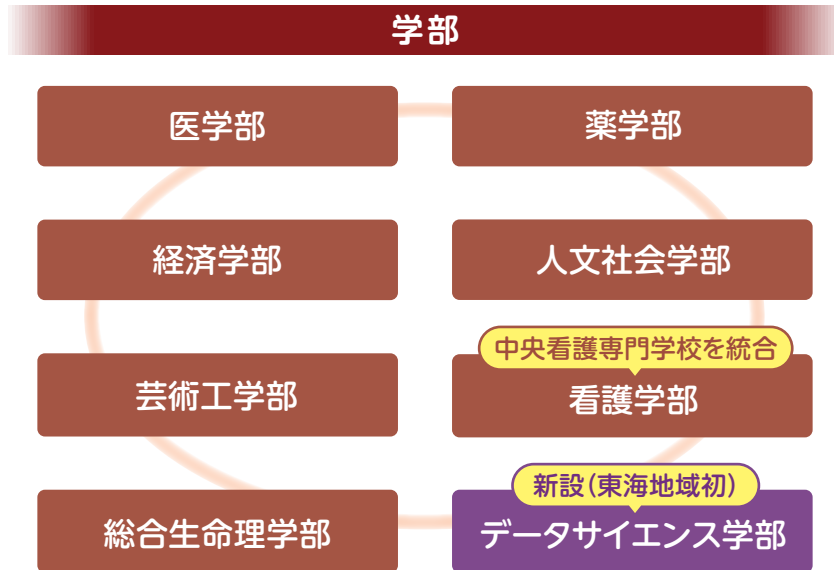 学部
医学部
薬学部
経済学部
人文社会学部
芸術工学部
中央看護専門学校を統合
看護学部
総合生命理学部
新設(東海地域初)
データサイエンス学部